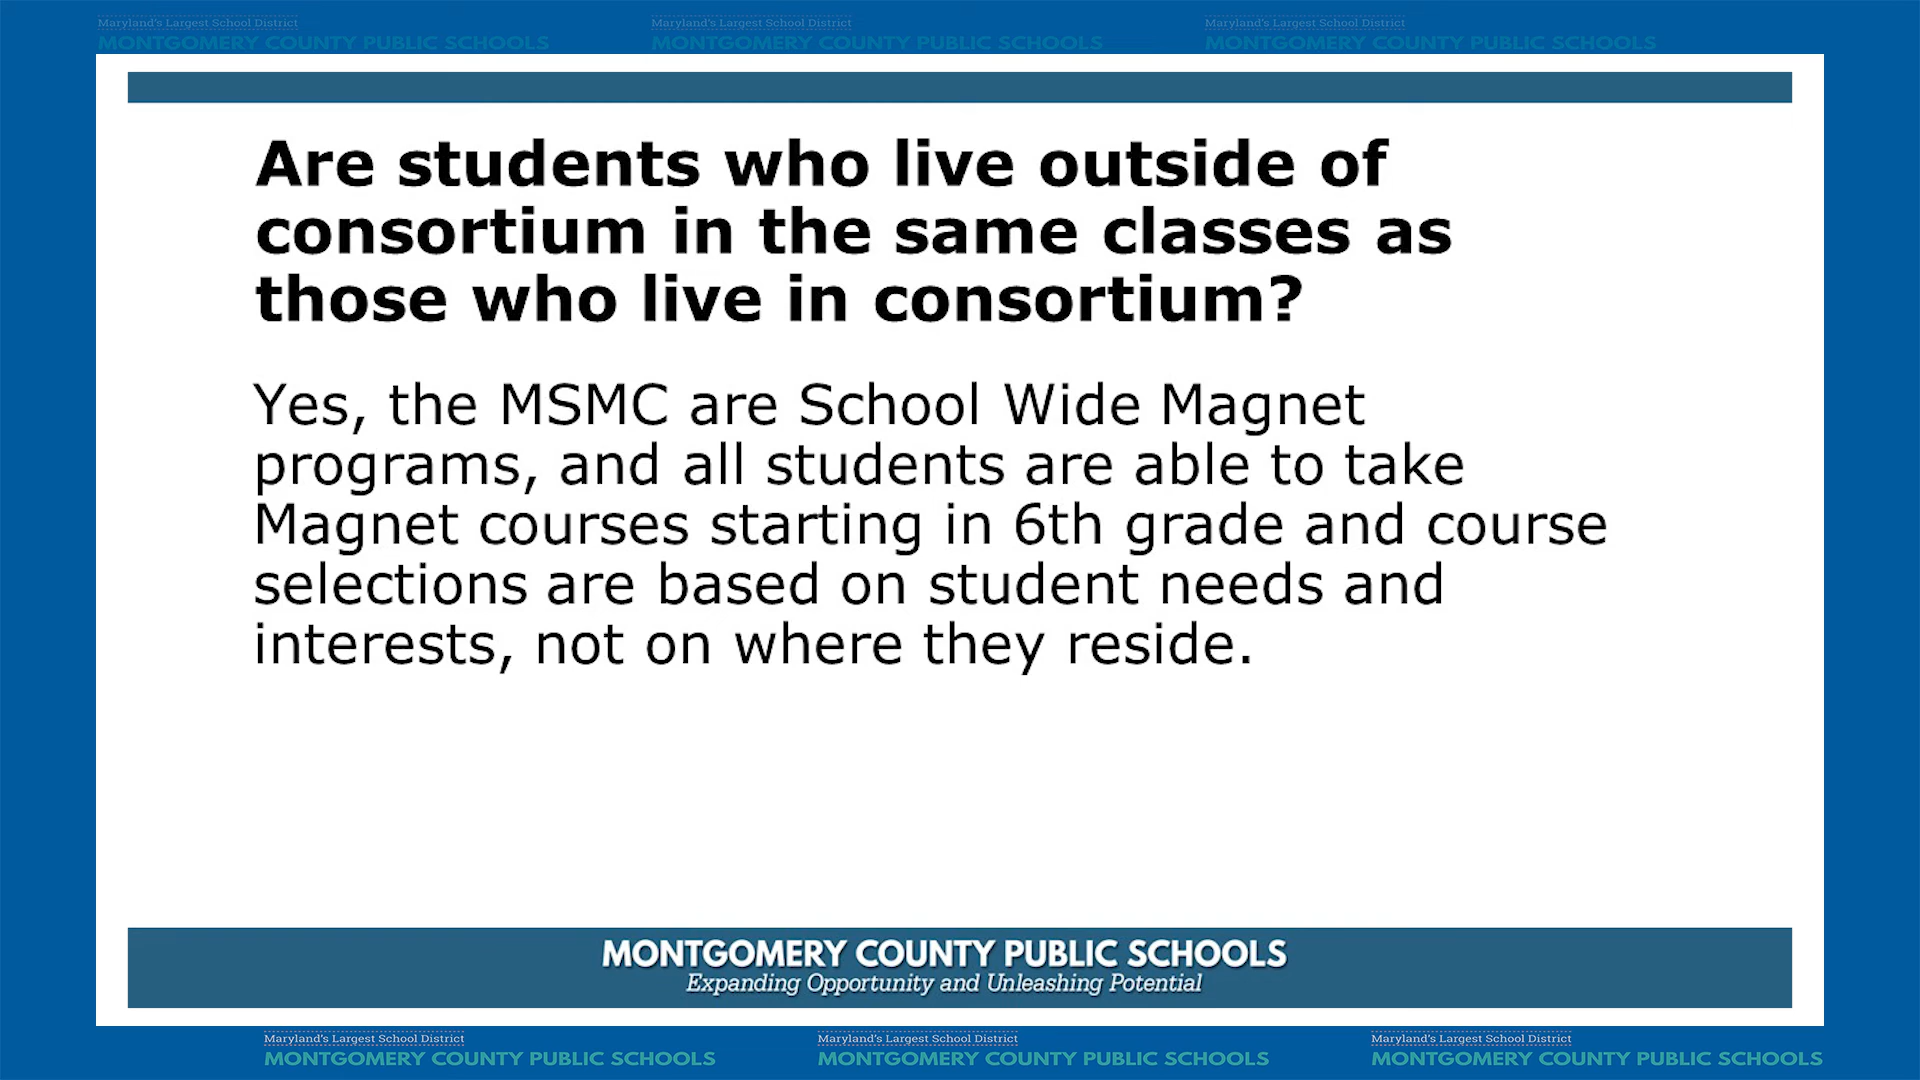 Maryland's Largest School District Maryland's Largest School District Maryland's Largest School District
MONTGOMERY COUNTY PUBLIC SCHOOLS MONTGOMERY COUNTY PUBLIC SCHOOLS MONTGOMERY COUNTY PUBLIC SCHOOLS
Are students who live outside of
consortium in the same classes as
those who live in consortium?
Yes, the MSMC are School Wide Magnet
programs, and all students are able to take
Magnet courses starting in 6th grade and course
selections are based on student needs and
interests, not on where they reside.
MONTGOMERY COUNTY PUBLIC SCHOOLS
Expanding Opportunity and Unleashing Potential
Maryland's Largest School District Maryland's Largest School District Maryland's Largest School District
MONTGOMERY COUNTY PUBLIC SCHOOLS MONTGOMERY COUNTY PUBLIC SCHOOLS MONTGOMERY COUNTY PUBLIC SCHOOLS